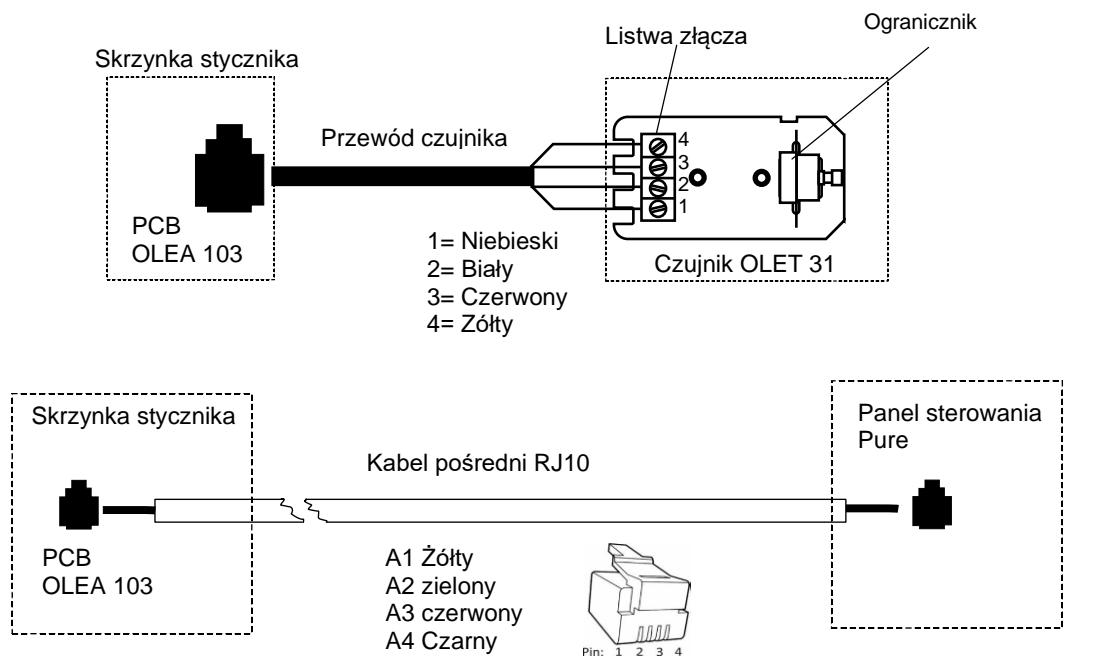 Ogranicznik
Listwa złącza
Skrzynka stycznika
Przewód czujnika
4
3
2
1
PCB
OLEA 103
1= Niebieski
2= Biały
3= Czerwony
4= Zółty
Czujnik OLET 31
Skrzynka stycznika
Panel sterowania
Pure
Kabel pośredni RJ10
PCB
OLEA 103
A1 Żółty
A2 zielony
A3 czerwony
A4 Czarny
Pin: 1 2 3 4